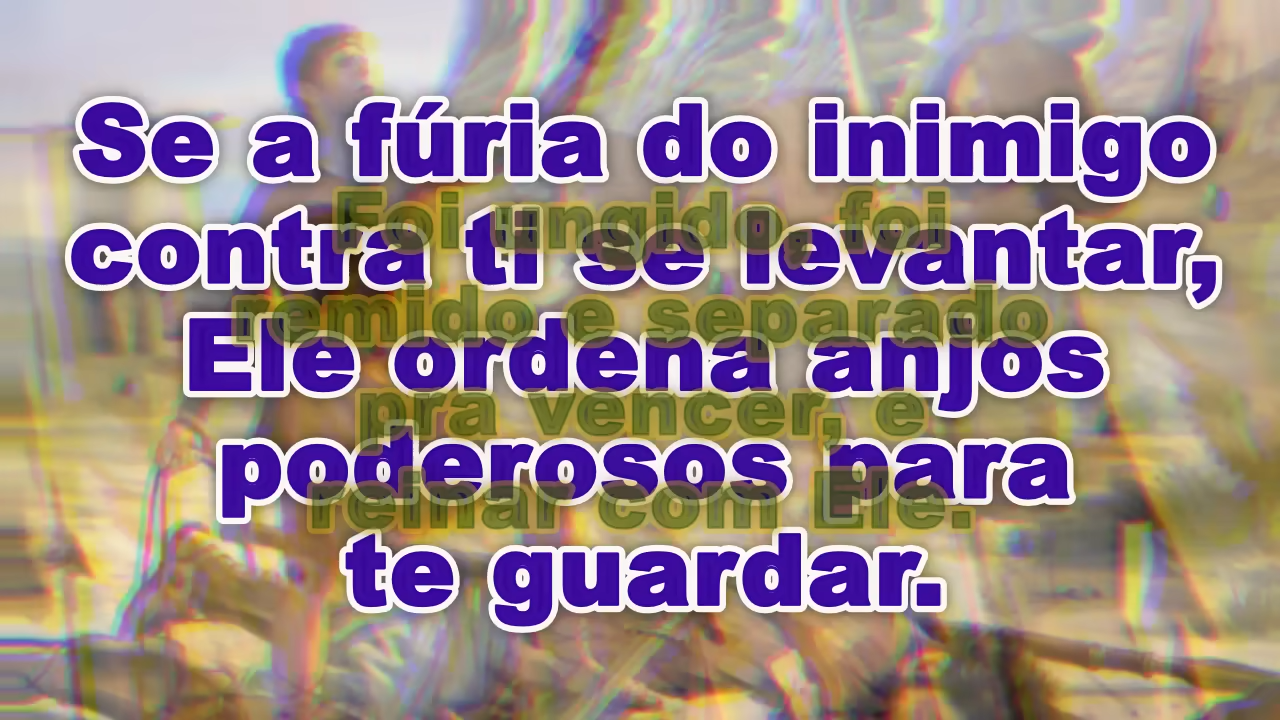 Se a fúria do inimigo
contra ti se levantar,
Ele ordena anjos
poderosos para
te guardar.
Foi ungido, foi
remido e separado
pra vencer, e
reinar com Ele.